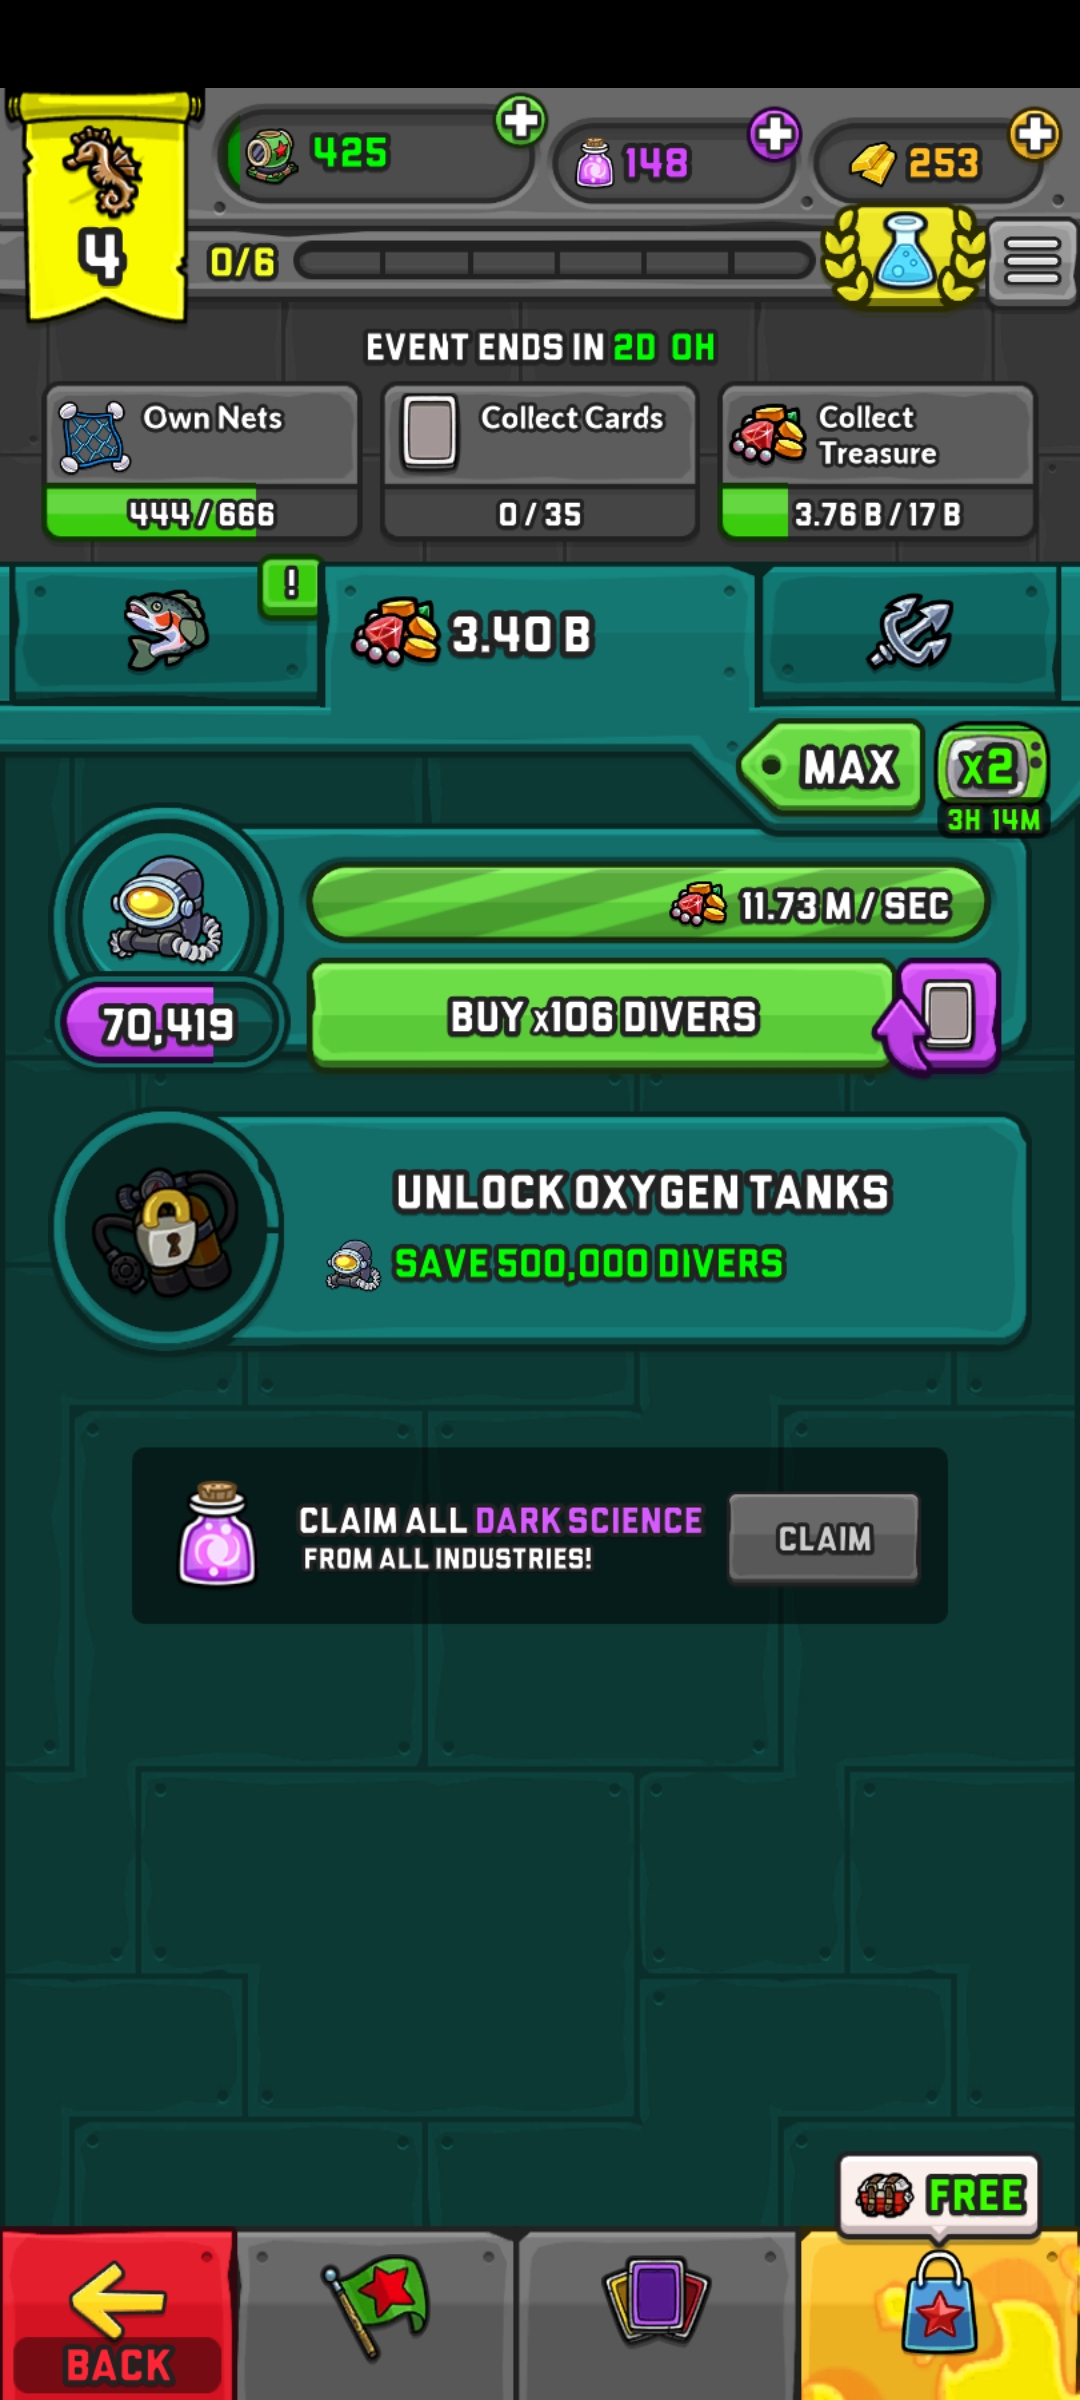 4
425
148
253
0/6
EVENT ENDS IN 2D 0H
Own Nets
444/666
Collect Cards
0/35
Collect
Treasure
3.76 B/17 B
!
3.40 B
MAX
x2
3H 14M
11.73 M / SEC
70,419
BUY x106 DIVERS
UNLOCK OXYGEN TANKS
SAVE 500,000 DIVERS
CLAIM ALL DARK SCIENCE
FROM ALL INDUSTRIES!
CLAIM
FREE
BACK